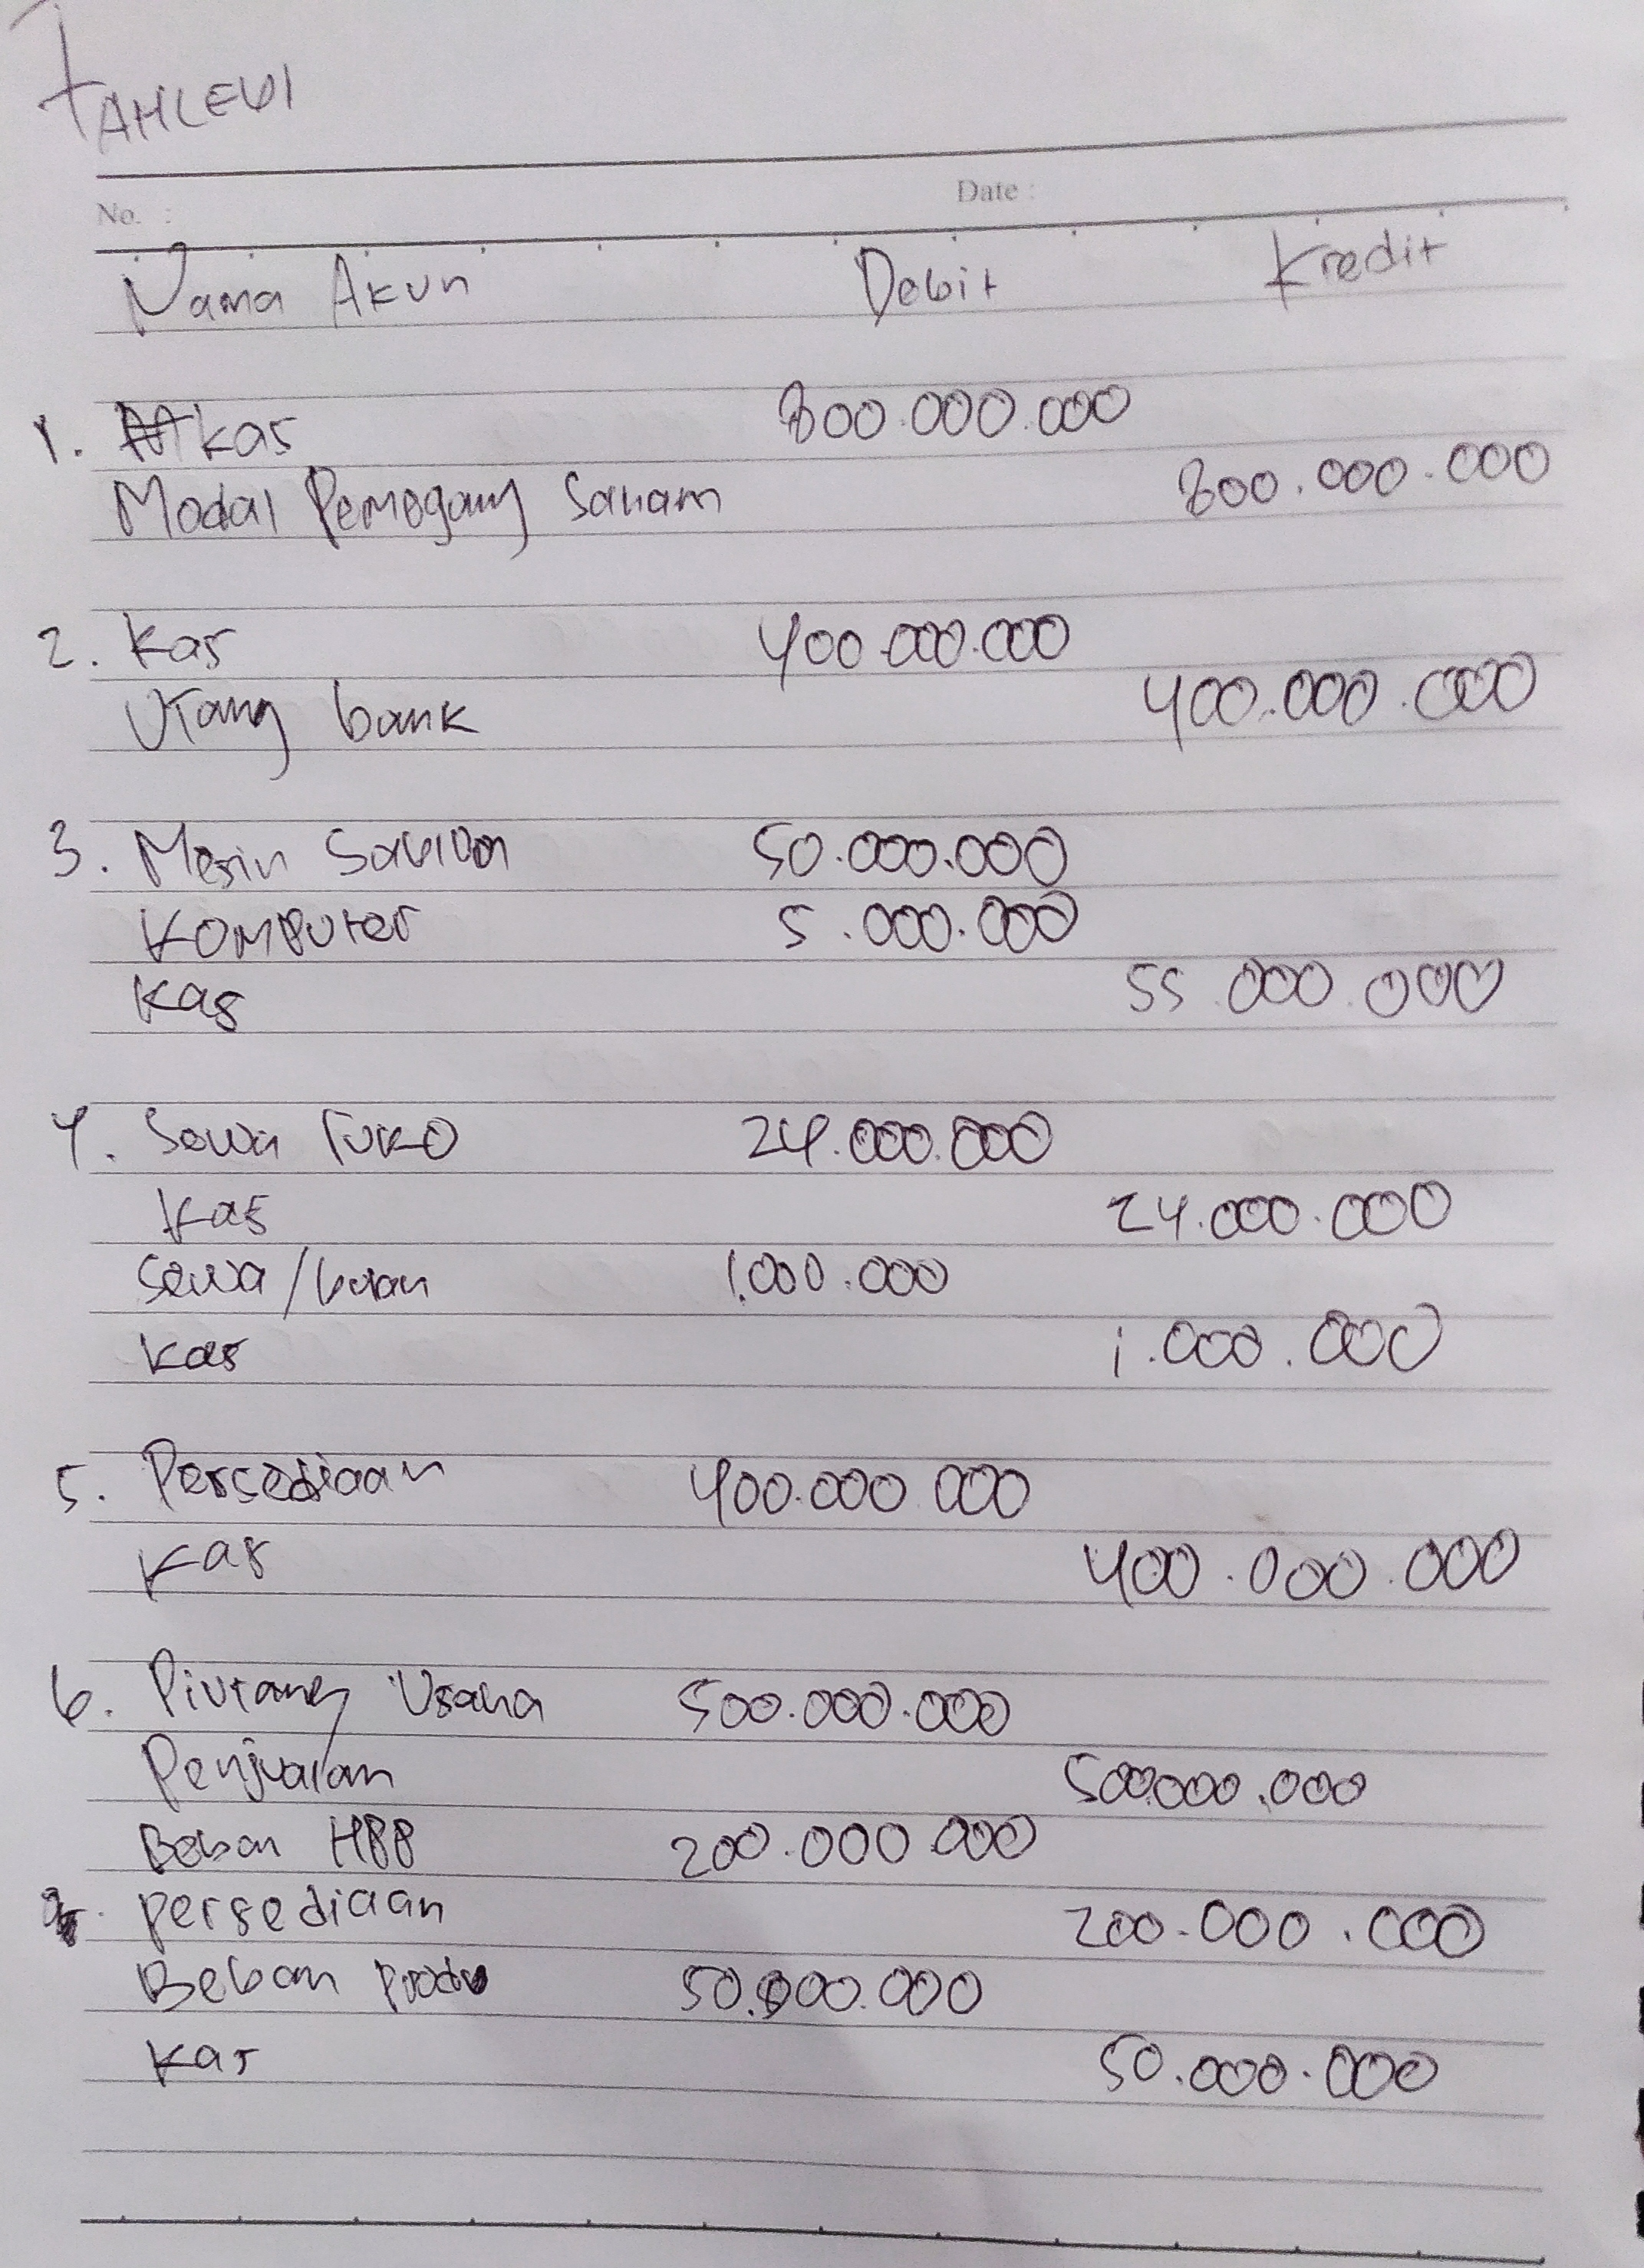 TAHLEVI
No. :
Date :
Nama Akun Debit Kredit
1. Kas 800.000.000
Modal Pemegang Saham 800.000.000
2. Kas 400.000.000
Utang bank 400.000.000
3. Mesin 50.000.000
Komputer 5.000.000
Kas 55.000.000
4. Sewa ruko 24.000.000
Kas 24.000.000
Sewa/bulan 1.000.000
Kas 1.000.000
5. Persediaan 400.000.000
Kas 400.000.000
6. Piutang Usaha 500.000.000
Penjualan 500.000.000
Beban HPP 200.000.000
Persediaan 200.000.000
Beban Produ 50.000.000
Kas 50.000.000